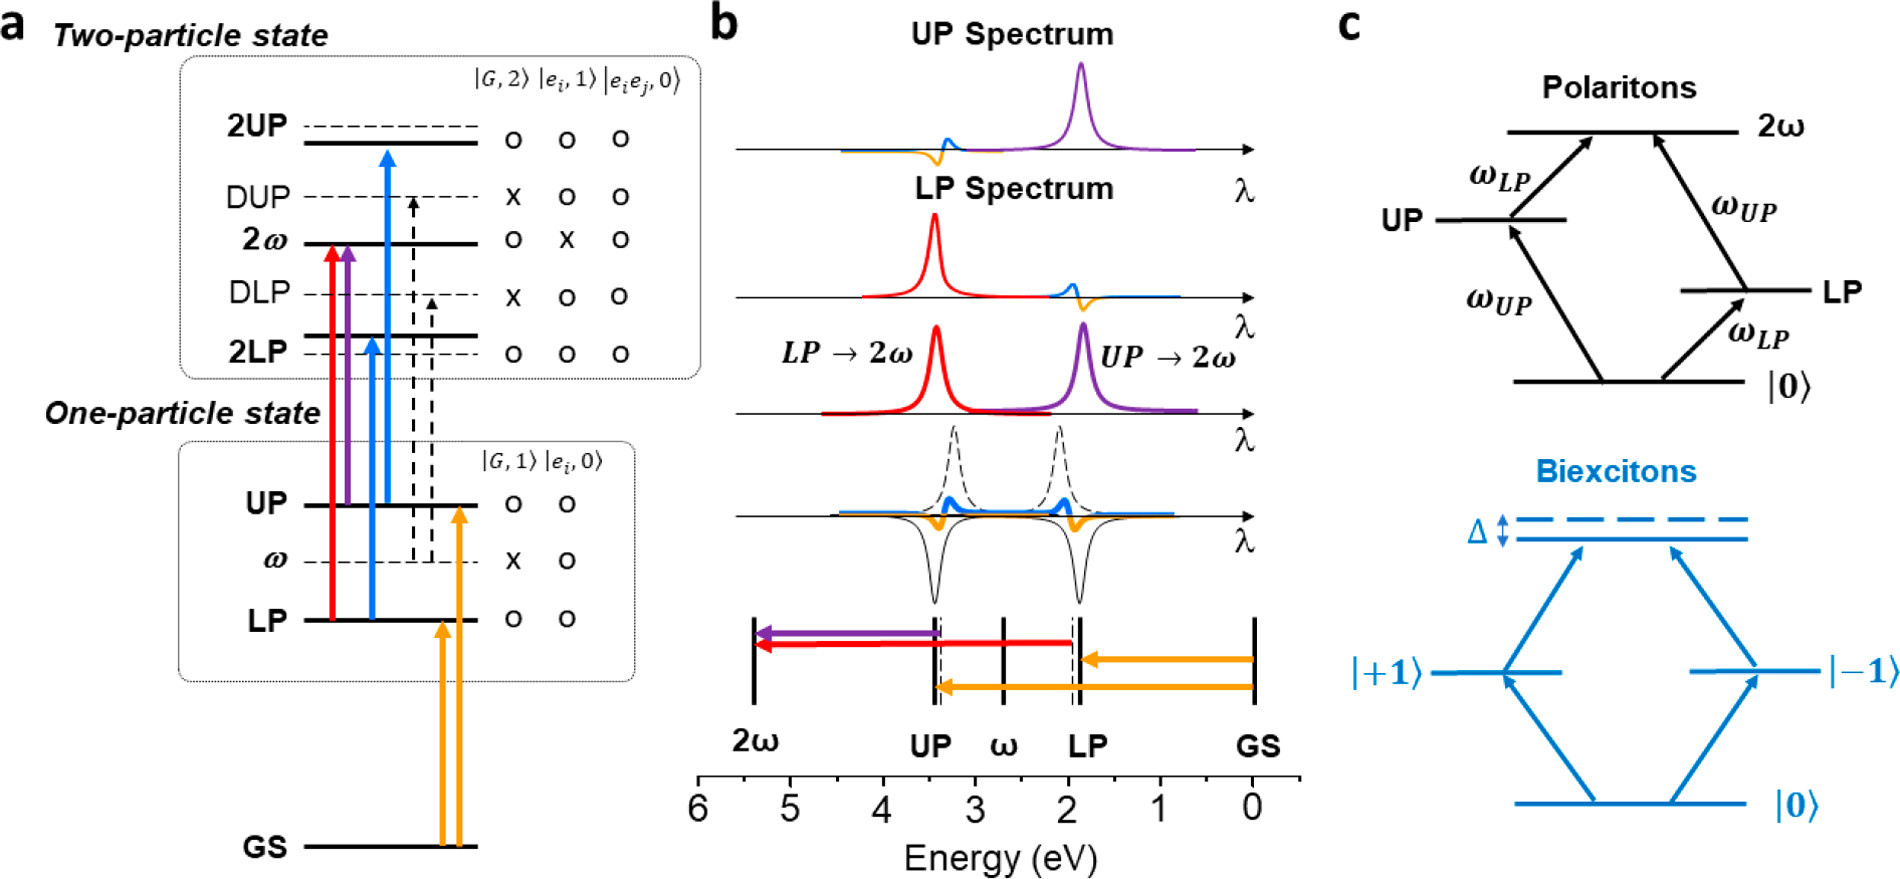 a
Two-particle state
|G, 2⟩ |e_i, 1⟩ |e_i e_j, 0⟩
2UP o o o
DUP x o o
2ω o x o
DLP x o o
2LP o o o
One-particle state
|G, 1⟩ |e_i, 0⟩
UP o o
ω x o
LP o o
GS
b
UP Spectrum
λ
LP Spectrum
λ
LP → 2ω UP → 2ω
λ
λ
2ω UP ω LP GS
6 5 4 3 2 1 0
Energy (eV)
c
Polaritons
2ω
ω_LP
UP
ω_UP
LP
ω_UP
ω_LP
|0⟩
Biexcitons
Δ
|+1⟩ |−1⟩
|0⟩